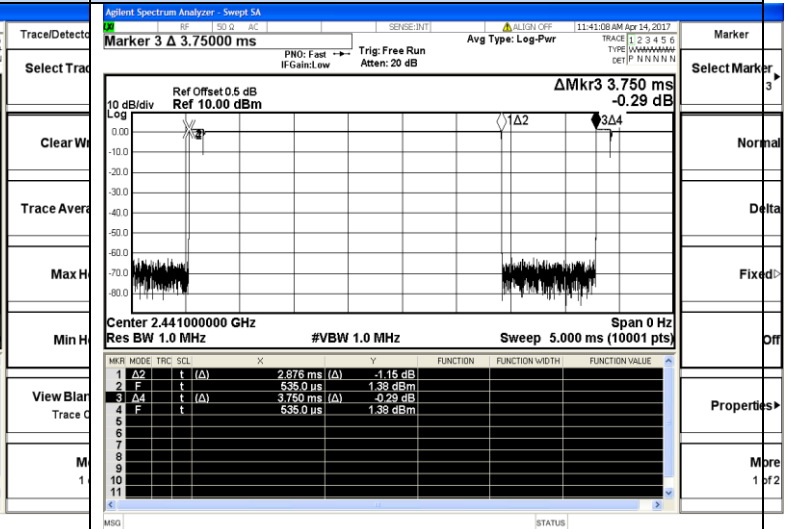 Agilent Spectrum Analyzer - Swept SA
RF 50 Ω AC SENSE:INT ALIGN OFF 11:41:08 AM Apr 14, 2017
Marker 3 Δ 3.75000 ms
PNO: Fast
IFGain:Low
Trig: Free Run
Atten: 20 dB
Avg Type: Log-Pwr
TRACE 1 2 3 4 5 6
TYPE
DET P N N N N N
ΔMkr3 3.750 ms
-0.29 dB
Ref Offset 0.5 dB
10 dB/div Ref 10.00 dBm
Log
0.00
-10.0
-20.0
-30.0
-40.0
-50.0
-60.0
-70.0
-80.0
1Δ2
3Δ4
Center 2.441000000 GHz Span 0 Hz
Res BW 1.0 MHz #VBW 1.0 MHz Sweep 5.000 ms (10001 pts)
MKR MODE TRC SCL X Y FUNCTION FUNCTION WIDTH FUNCTION VALUE
1 Δ2 t (Δ) 2.876 ms (Δ) -1.15 dB
2 F t 535.0 µs 1.38 dBm
3 Δ4 t (Δ) 3.750 ms (Δ) -0.29 dB
4 F t 535.0 µs 1.38 dBm
5
6
7
8
9
10
11
MSG STATUS
Trace/Detecto
Select Trac
Clear Wr
Trace Avera
Max H
Min H
View Blan
Trace
M
1
Marker
Select Marker
3
Normal
Delta
Fixed
Off
Properties
More
1 of 2